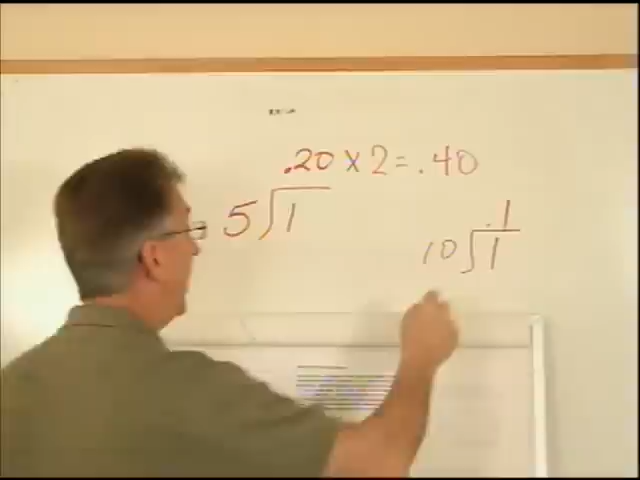 .20 x 2 = .40
5⟌1
.1
10⟌1